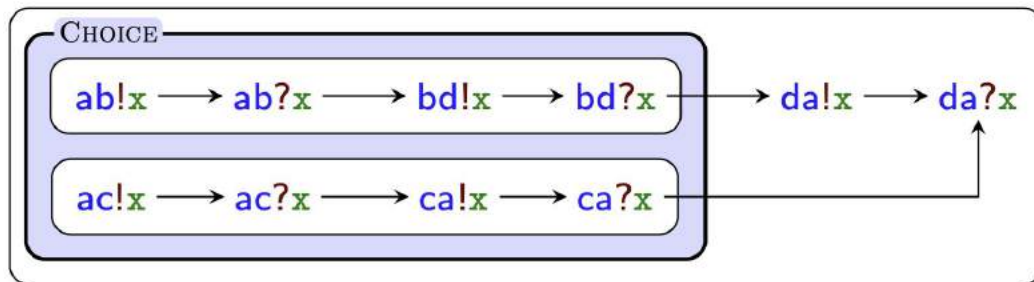 CHOICE
ab!x ab?x bd!x bd?x da!x da?x
ac!x ac?x ca!x ca?x